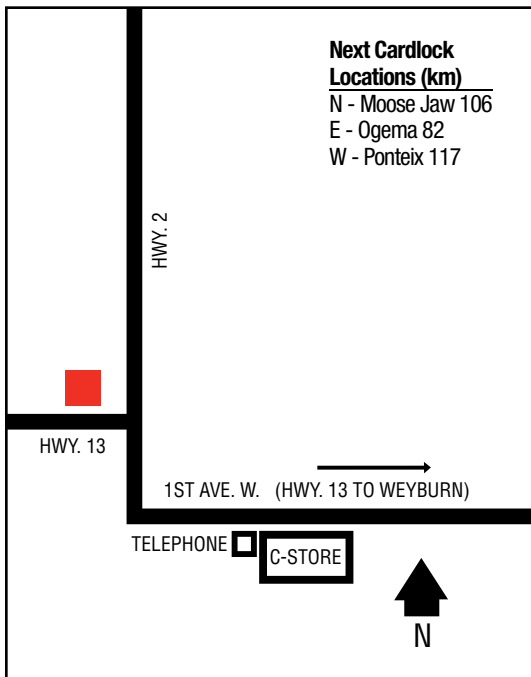 Next Cardlock
Locations (km)
N - Moose Jaw 106
E - Ogema 82
W - Ponteix 117
HWY. 2
HWY. 13
1ST AVE. W. (HWY. 13 TO WEYBURN)
TELEPHONE
C-STORE
N